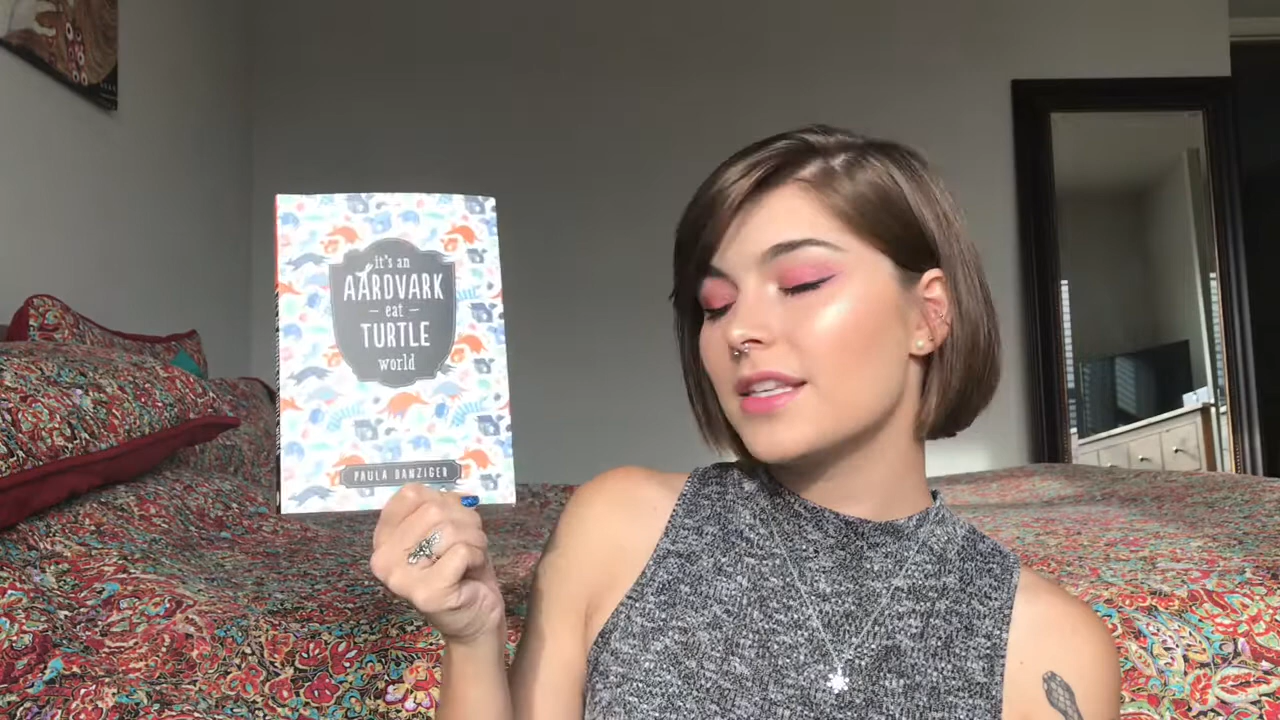 it's an
AARDVARK
eat
TURTLE
world
PAULA DANZIGER